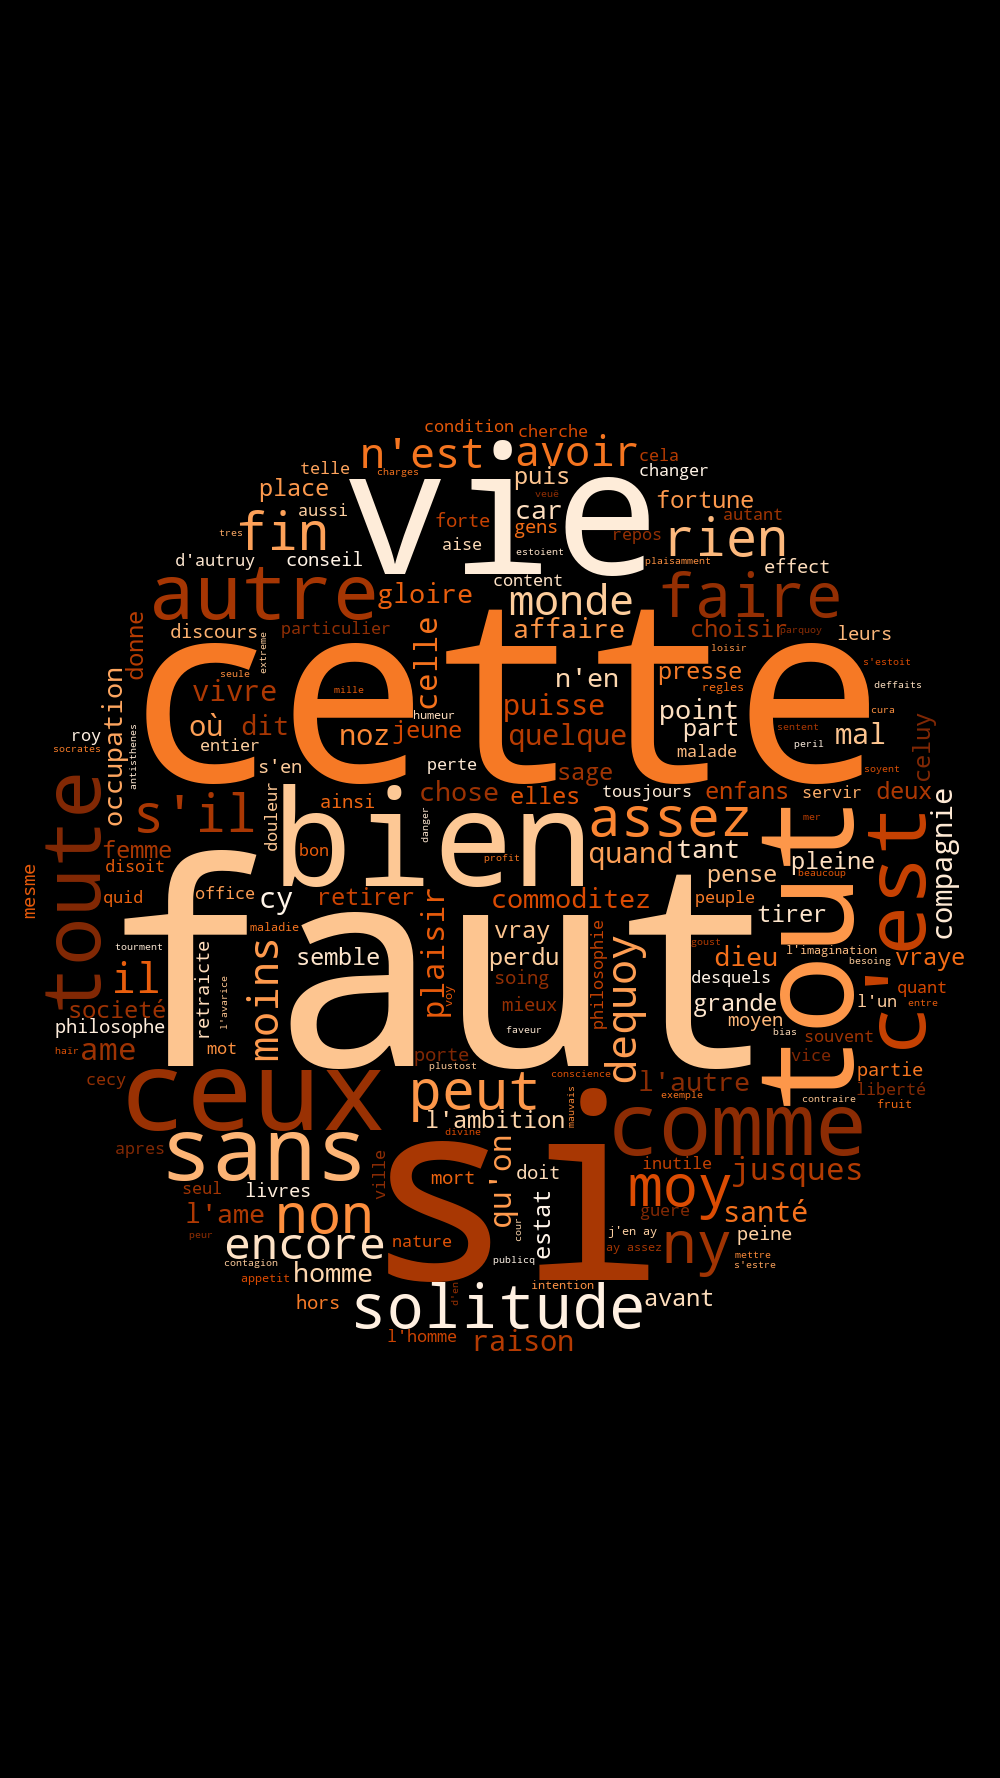 condition
cherche
n'est
avoir
cela
telle
charges
vie
puis
changer
place
veuë
fortune
aussi
car
autant
fin
forte
gens
rien
tres
aise
estoient
repos
d'autruy
conseil
plaisamment
effect
autre
content
faire
gloire
monde
donne
discours
particulier
celle
affaire
choisir
parquoy
leurs
extreme
cette
loisir
s'estoit
seule
n'en
presse
occupation
vivre
mille
regles
deffaits
où
dit
humeur
puisse
point
cura
roy
noz
jeune
quelque
part
sentent
mal
celuy
socrates
antisthenes
entier
malade
peril
s'en
perte
sage
soyent
toute
s'il
douleur
ainsi
bien
chose
elles
tousjours
enfans
servir
deux
compagnie
danger
assez
tout
mer
c'est
femme
bon
profit
quand
tant
pleine
disoit
pense
beaucoup
mesme
quid
office
cy
retirer
plaisir
commoditez
peuple
tirer
faut
maladie
vray
philosophie
dequoy
goust
l'imagination
tourment
retraicte
moins
semble
perdu
dieu
besoing
vraye
il
l'avarice
soing
desquels
quant
societé
voy
mieux
grande
l'un
entre
philosophe
faveur
moyen
bias
souvent
hair
ame
mot
porte
vice
plustost
partie
cecy
ceux
peut
conscience
l'autre
liberté
exemple
contraire
fruit
l'ambition
mauvais
comme
apres
sans
divine
si
ville
qu'on
inutile
jusques
mort
doit
seul
livres
moy
l'ame
non
estat
guere
santé
peur
cour
j'en ay
peine
encore
nature
ay assez
ny
mettre
contagion
publicq
s'estre
appetit
homme
intention
hors
d'en
solitude
avant
l'homme
raison